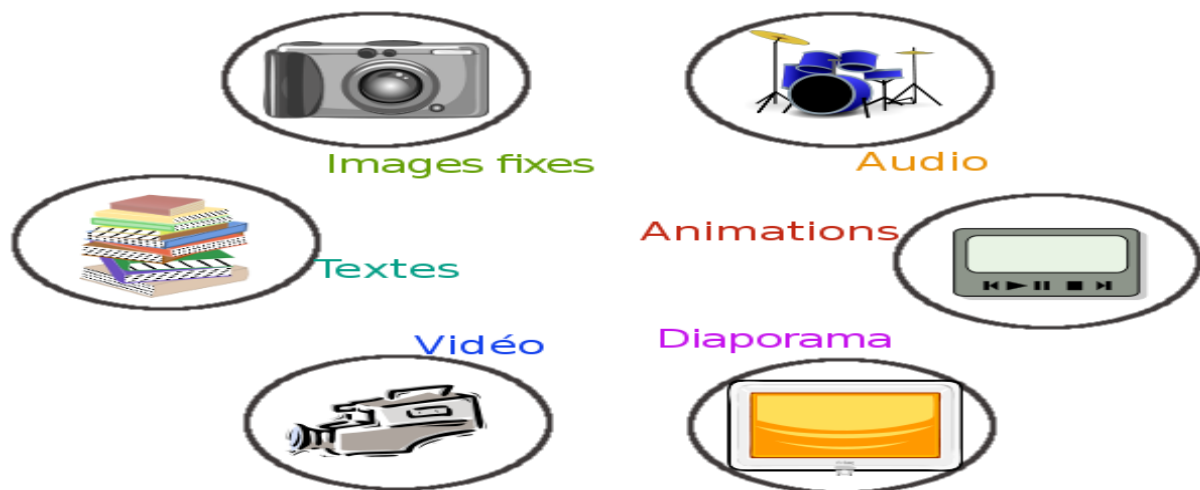 Images fixes
Audio
Animations
Textes
Diaporama
Vidéo